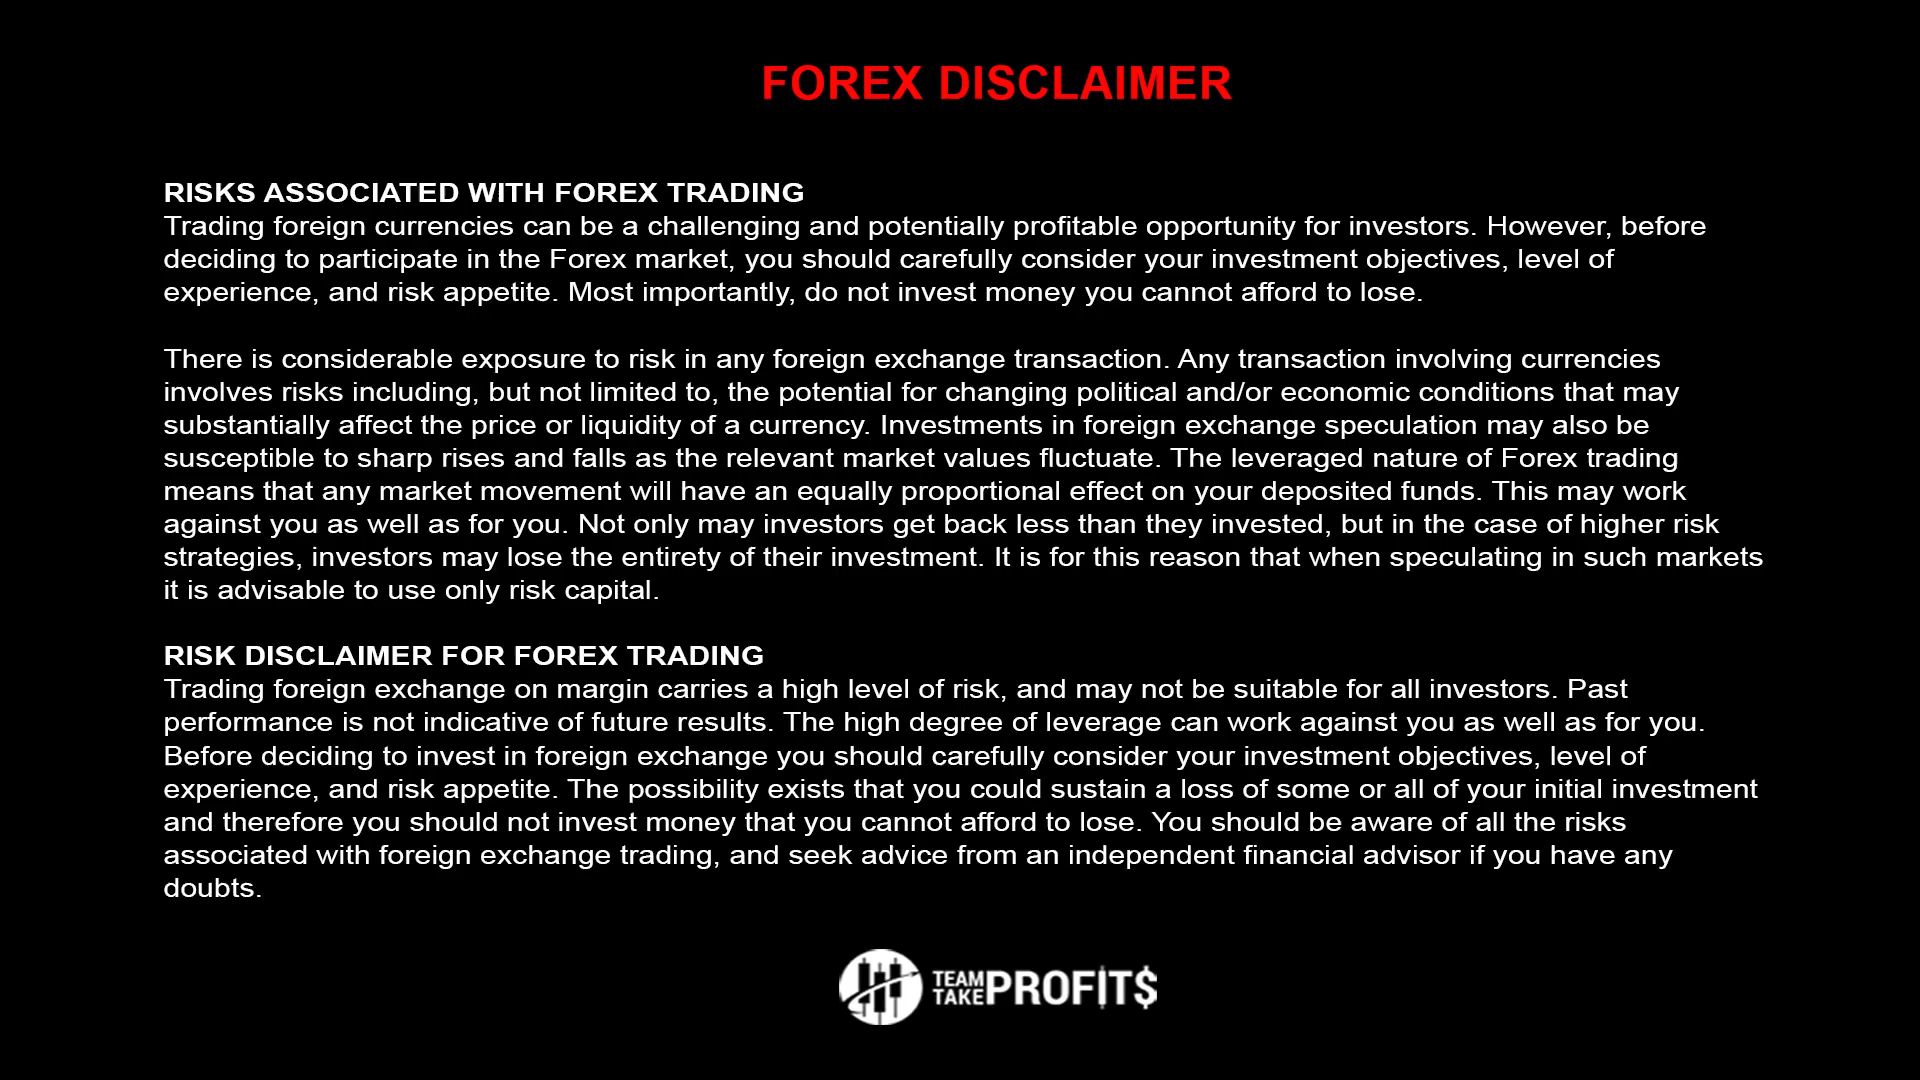 FOREX DISCLAIMER
RISKS ASSOCIATED WITH FOREX TRADING
Trading foreign currencies can be a challenging and potentially profitable opportunity for investors. However, before
deciding to participate in the Forex market, you should carefully consider your investment objectives, level of
experience, and risk appetite. Most importantly, do not invest money you cannot afford to lose.
There is considerable exposure to risk in any foreign exchange transaction. Any transaction involving currencies
involves risks including, but not limited to, the potential for changing political and/or economic conditions that may
substantially affect the price or liquidity of a currency. Investments in foreign exchange speculation may also be
susceptible to sharp rises and falls as the relevant market values fluctuate. The leveraged nature of Forex trading
means that any market movement will have an equally proportional effect on your deposited funds. This may work
against you as well as for you. Not only may investors get back less than they invested, but in the case of higher risk
strategies, investors may lose the entirety of their investment. It is for this reason that when speculating in such markets
it is advisable to use only risk capital.
RISK DISCLAIMER FOR FOREX TRADING
Trading foreign exchange on margin carries a high level of risk, and may not be suitable for all investors. Past
performance is not indicative of future results. The high degree of leverage can work against you as well as for you.
Before deciding to invest in foreign exchange you should carefully consider your investment objectives, level of
experience, and risk appetite. The possibility exists that you could sustain a loss of some or all of your initial investment
and therefore you should not invest money that you cannot afford to lose. You should be aware of all the risks
associated with foreign exchange trading, and seek advice from an independent financial advisor if you have any
doubts.
TEAM TAKE PROFIT$